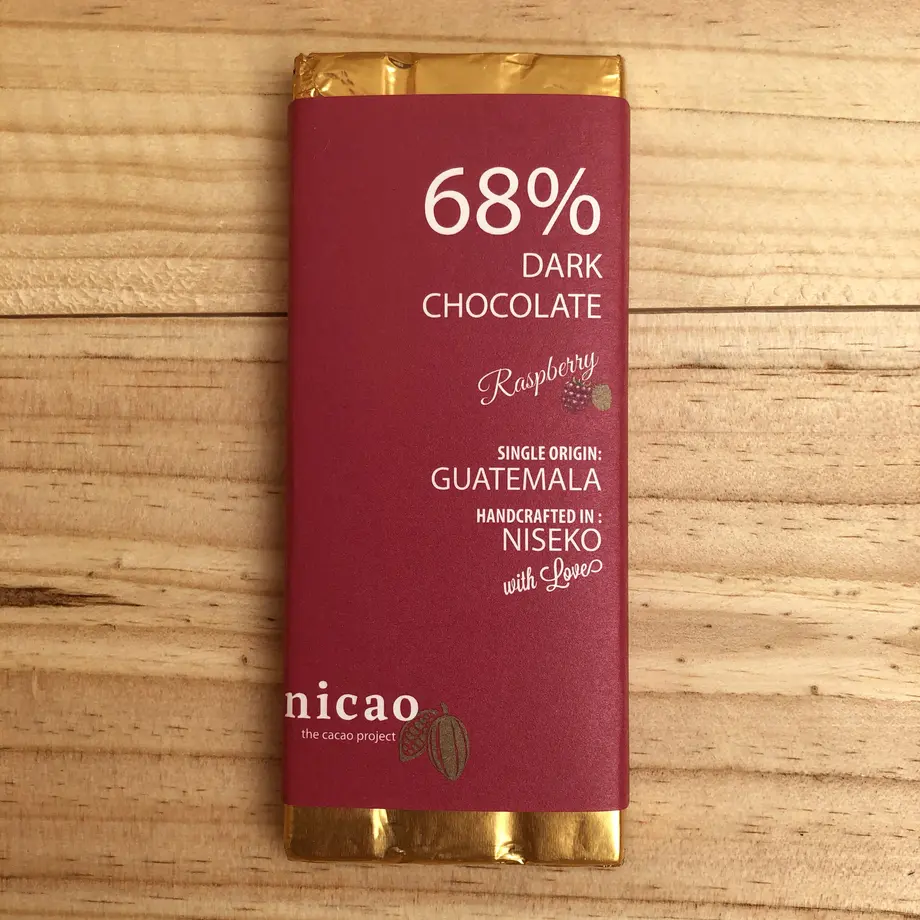 68%
DARK
CHOCOLATE
Raspberry
SINGLE ORIGIN:
GUATEMALA
HANDCRAFTED IN :
NISEKO
with Love
nicao
the cacao project